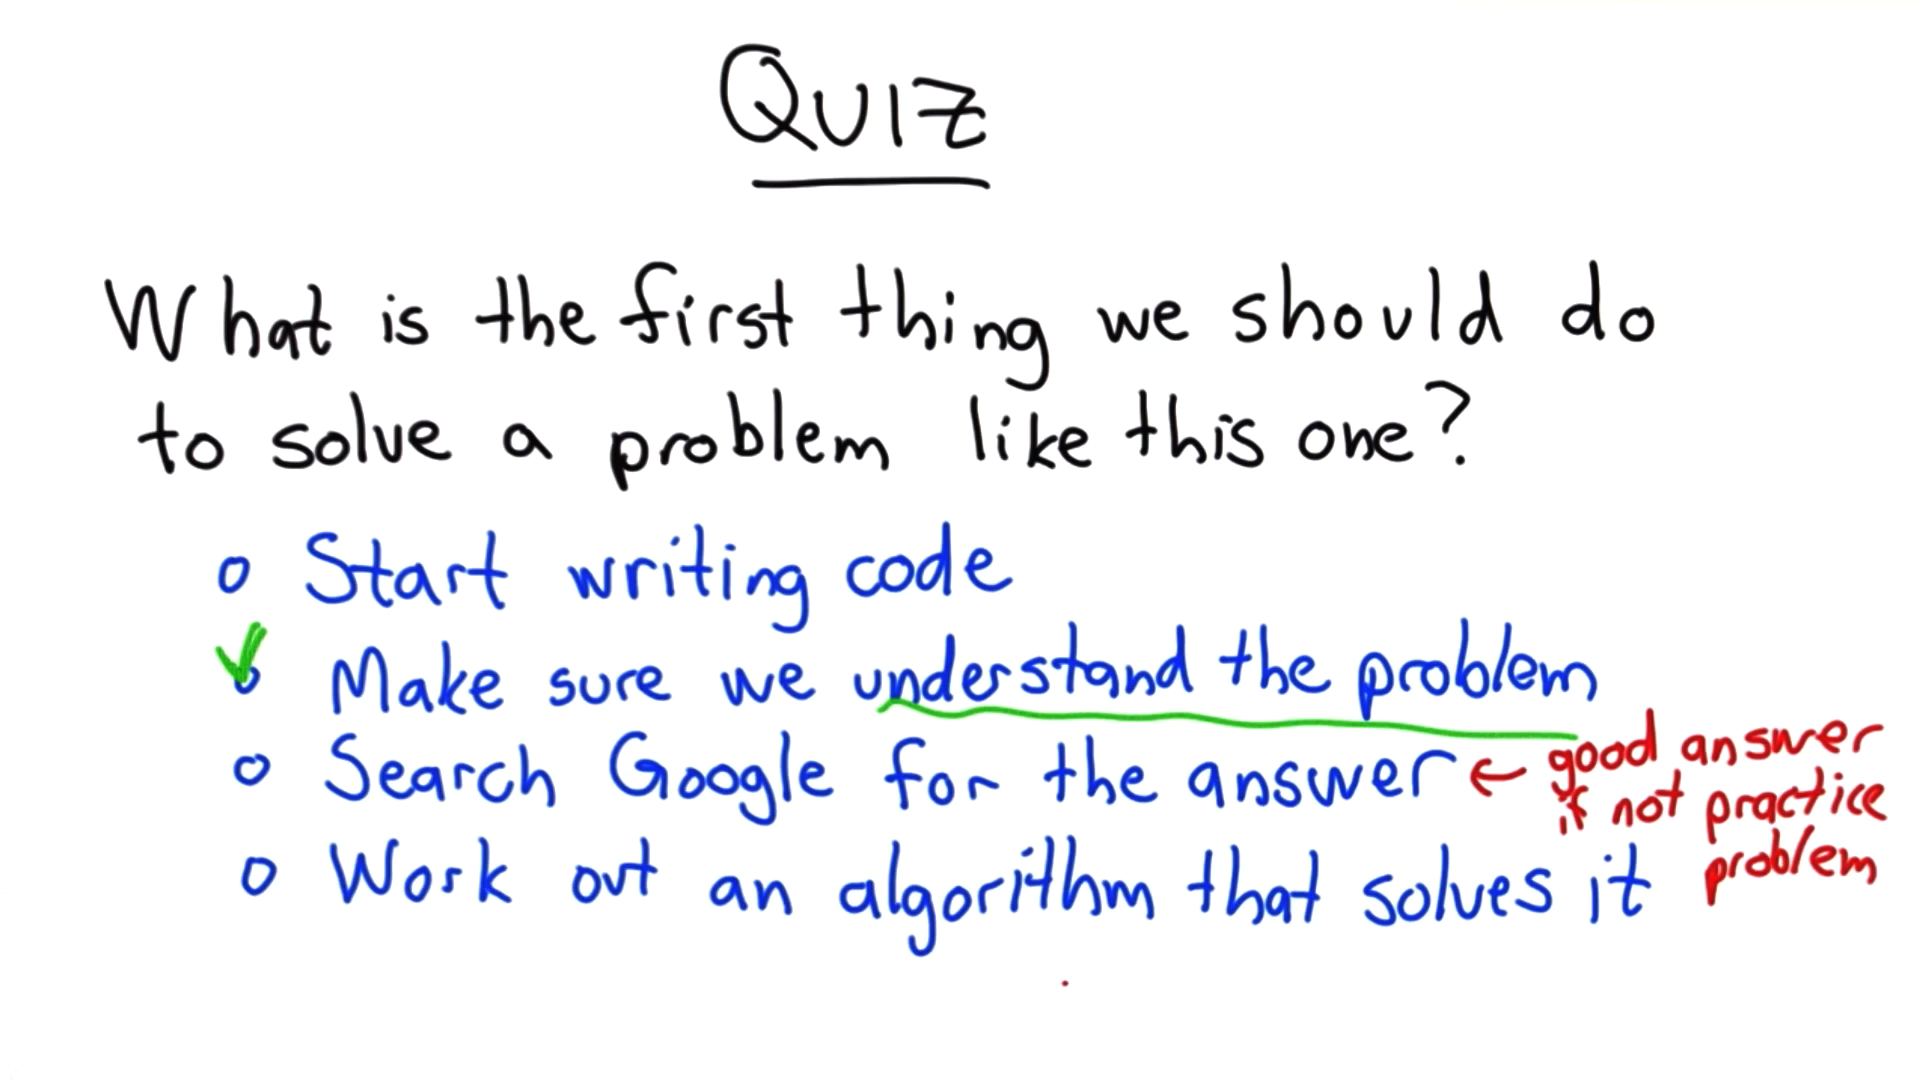 QUIZ
What is the first thing we should do
to solve a problem like this one?
o Start writing code
o Make sure we understand the problem
o Search Google for the answer ← good answer
if not practice
problem
o Work out an algorithm that solves it